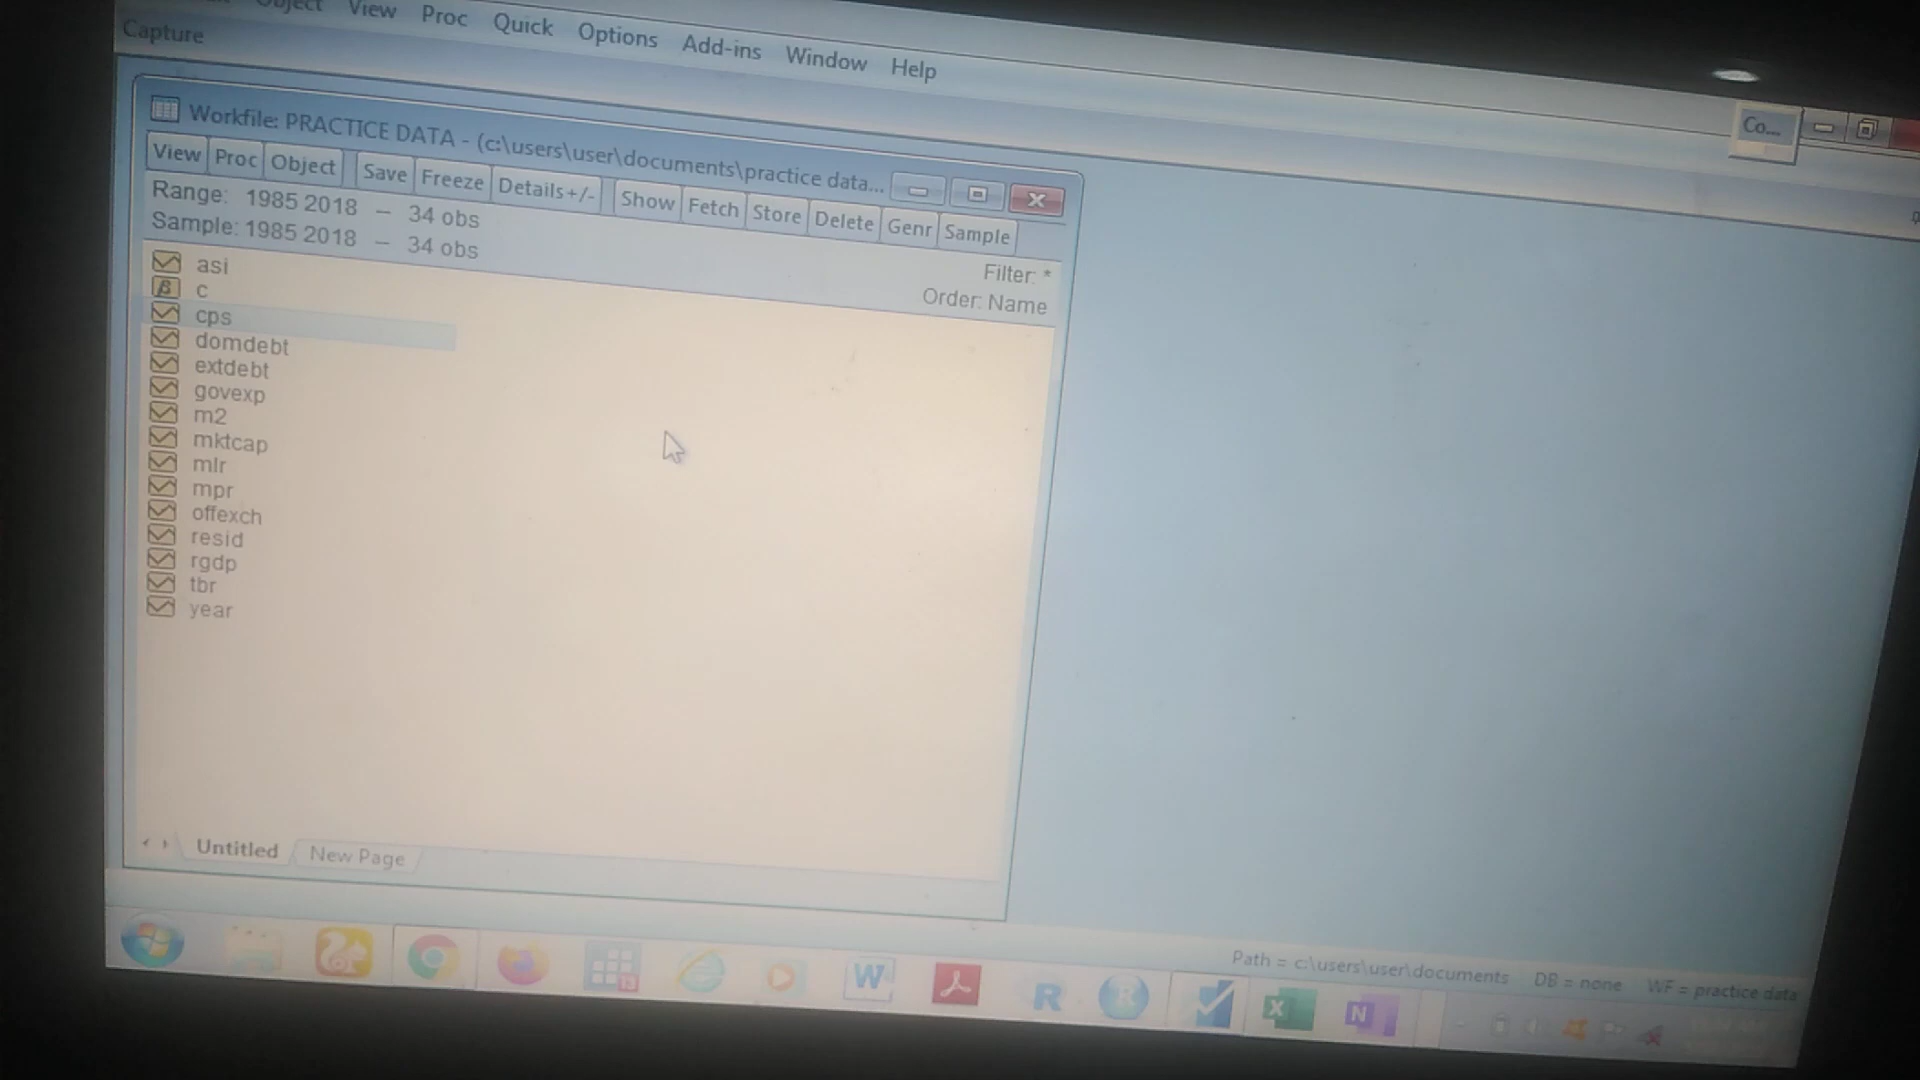 Object View Proc Quick Options Add-ins Window Help
Capture
Co...
Workfile: PRACTICE DATA - (c:\users\user\documents\practice data...
View Proc Object Save Freeze Details+/- Show Fetch Store Delete Genr Sample
Range: 1985 2018 – 34 obs
Filter: *
Sample: 1985 2018 – 34 obs
Order: Name
asi
β c
cps
domdebt
extdebt
govexp
m2
mktcap
mlr
mpr
offexch
resid
rgdp
tbr
year
‹ › Untitled New Page
Path = c:\users\user\documents DB = none WF = practice data
13 W R R X N